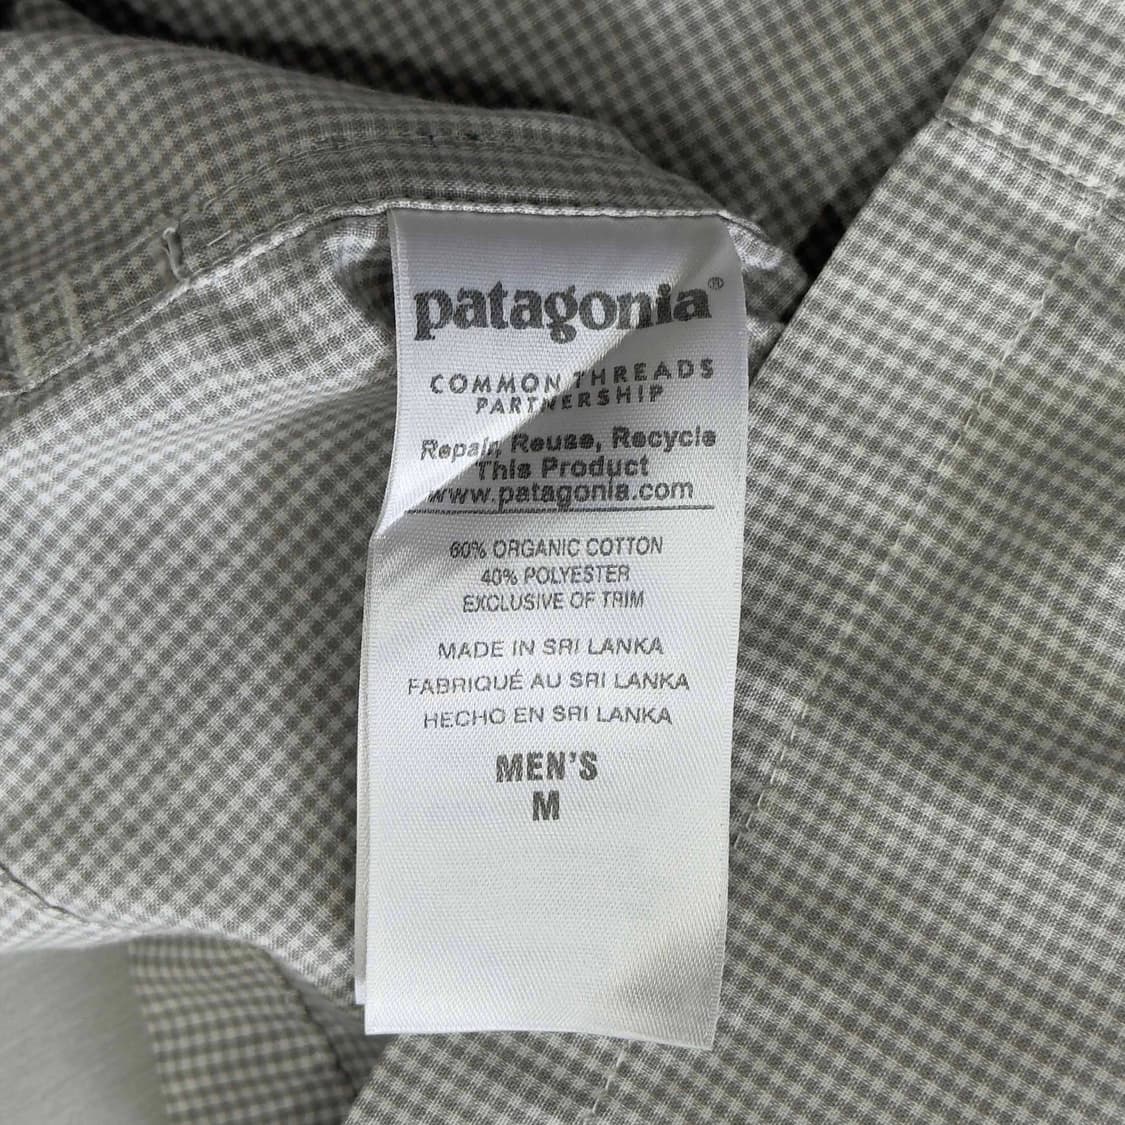 patagonia®
COMMON THREADS
PARTNERSHIP
Repair, Reuse, Recycle
This Product
www.patagonia.com
60% ORGANIC COTTON
40% POLYESTER
EXCLUSIVE OF TRIM
MADE IN SRI LANKA
FABRIQUÉ AU SRI LANKA
HECHO EN SRI LANKA
MEN'S
M